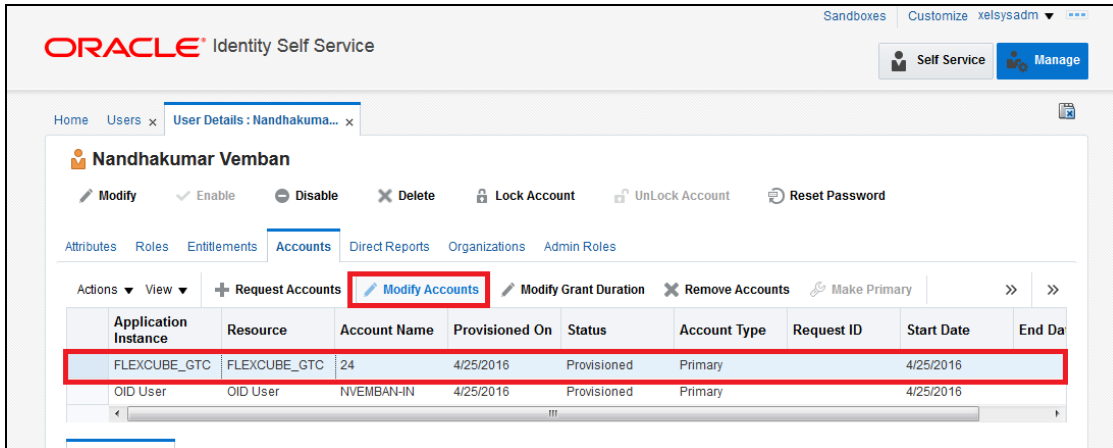 Sandboxes Customize xelsysadm
ORACLE Identity Self Service
Self Service Manage
Home Users x User Details : Nandhakuma... x
Nandhakumar Vemban
Modify Enable Disable Delete Lock Account UnLock Account Reset Password
Attributes Roles Entitlements Accounts Direct Reports Organizations Admin Roles
Actions View Request Accounts Modify Accounts Modify Grant Duration Remove Accounts Make Primary » »
Application Instance Resource Account Name Provisioned On Status Account Type Request ID Start Date End Da
FLEXCUBE_GTC FLEXCUBE_GTC 24 4/25/2016 Provisioned Primary 4/25/2016
OID User OID User NVEMBAN-IN 4/25/2016 Provisioned Primary 4/25/2016